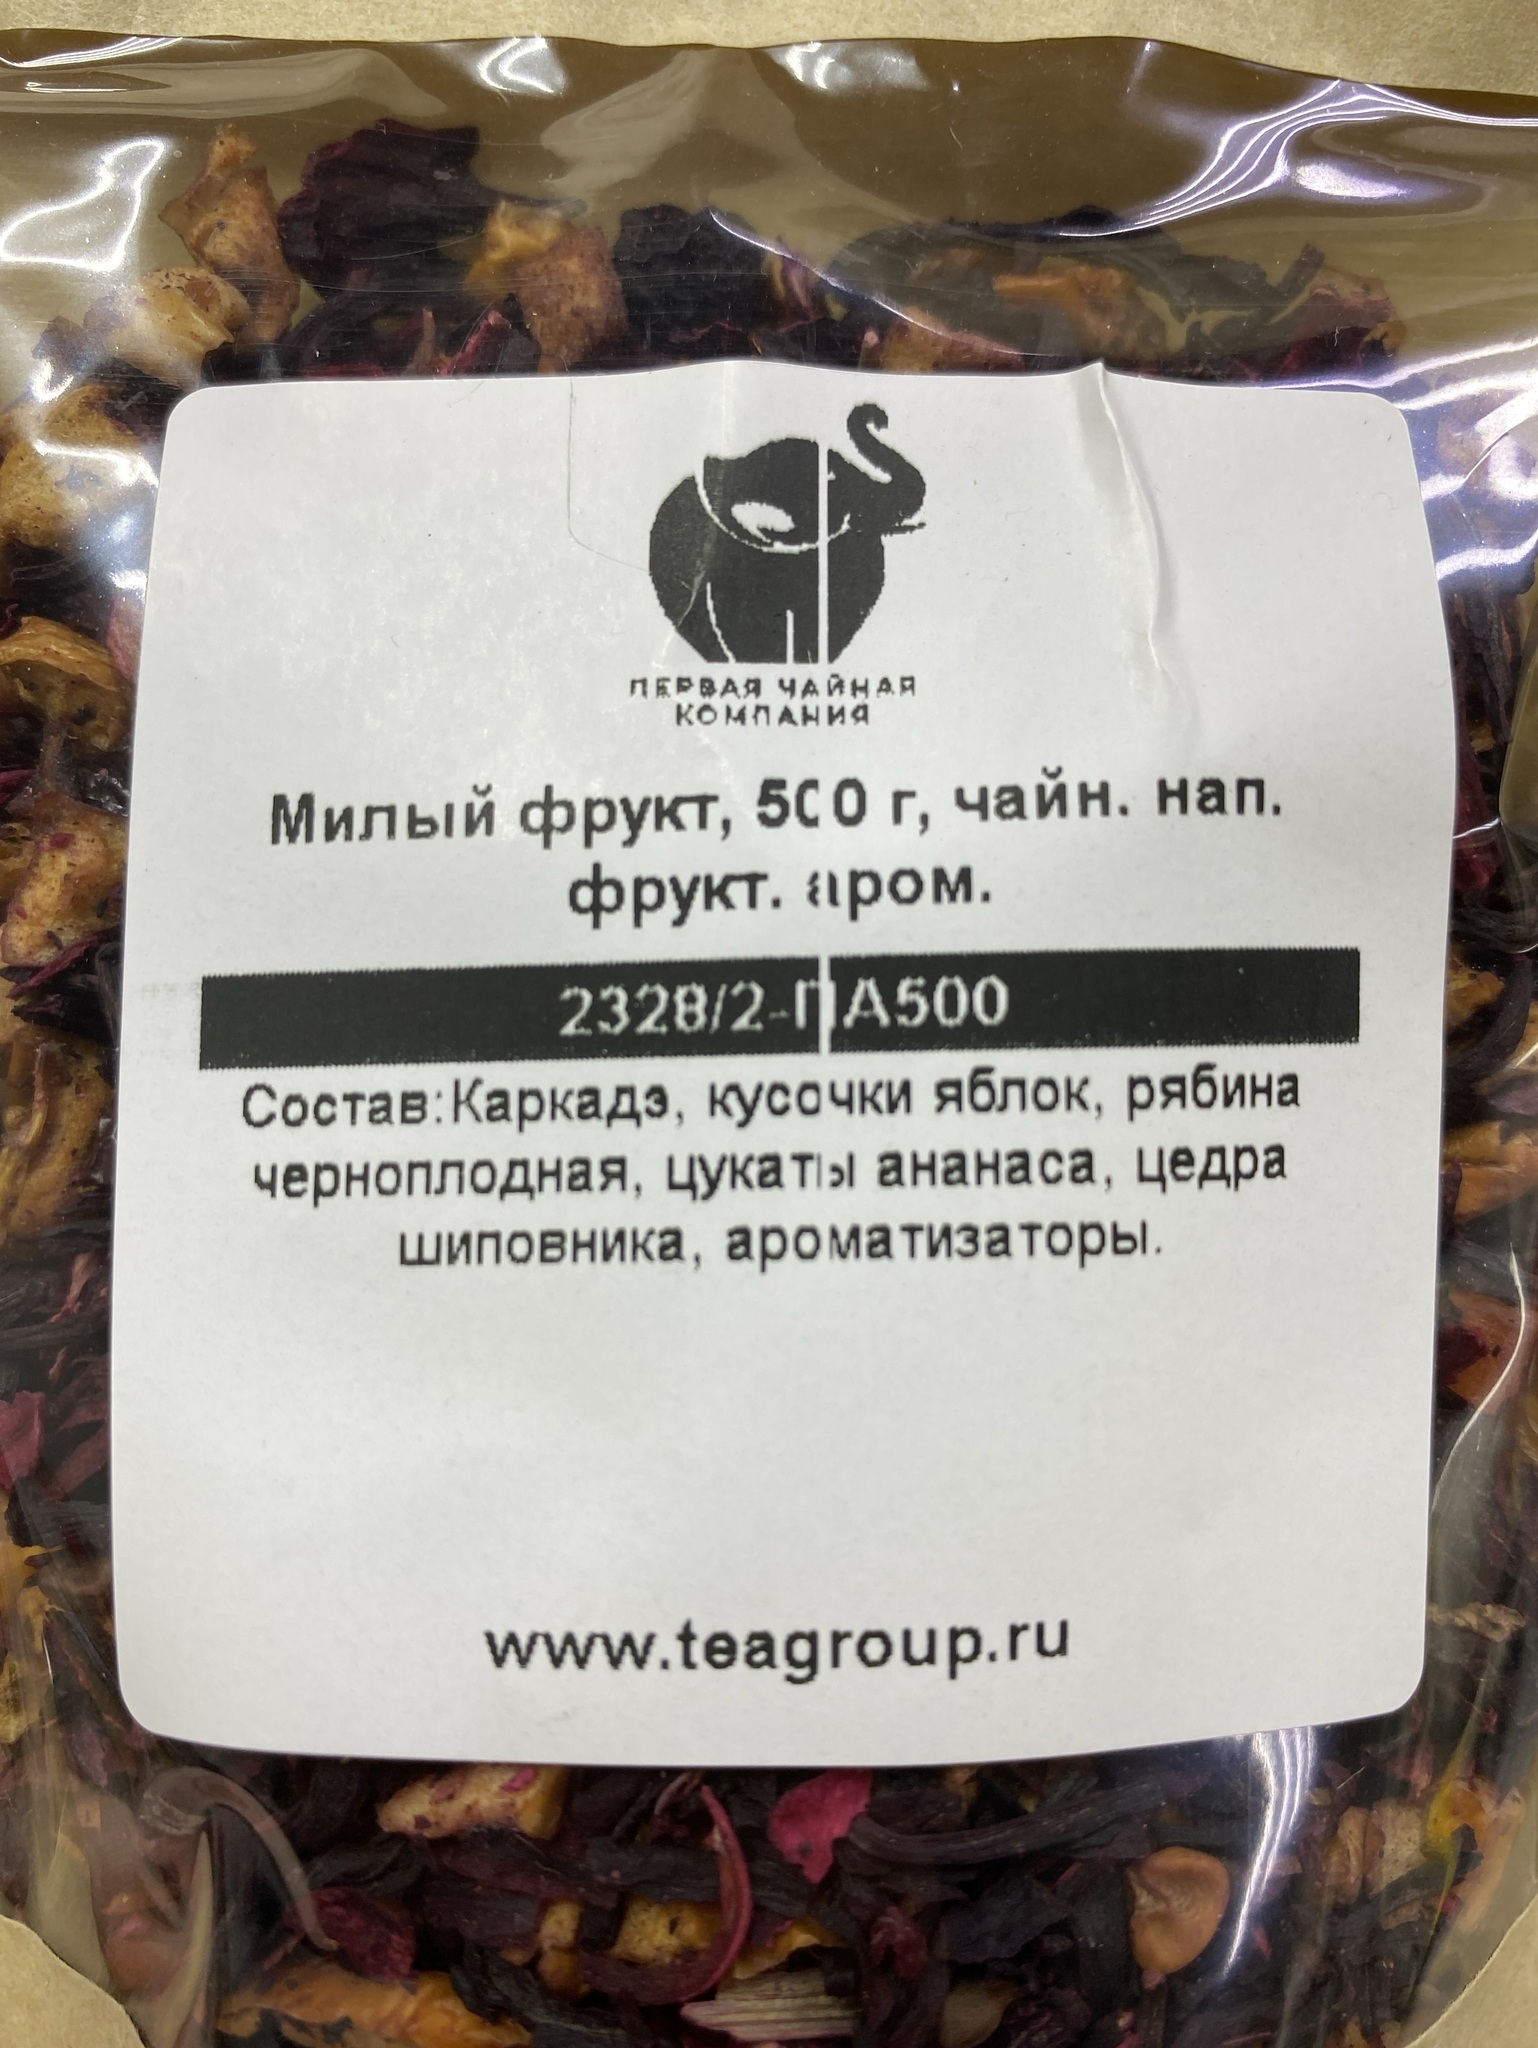 ПЕРВАЯ ЧАЙНАЯ
КОМПАНИЯ
Милый фрукт, 500 г, чайн. нап.
фрукт. аром.
2328/2-ПА500
Состав:Каркадэ, кусочки яблок, рябина
черноплодная, цукаты ананаса, цедра
шиповника, ароматизаторы.
www.teagroup.ru